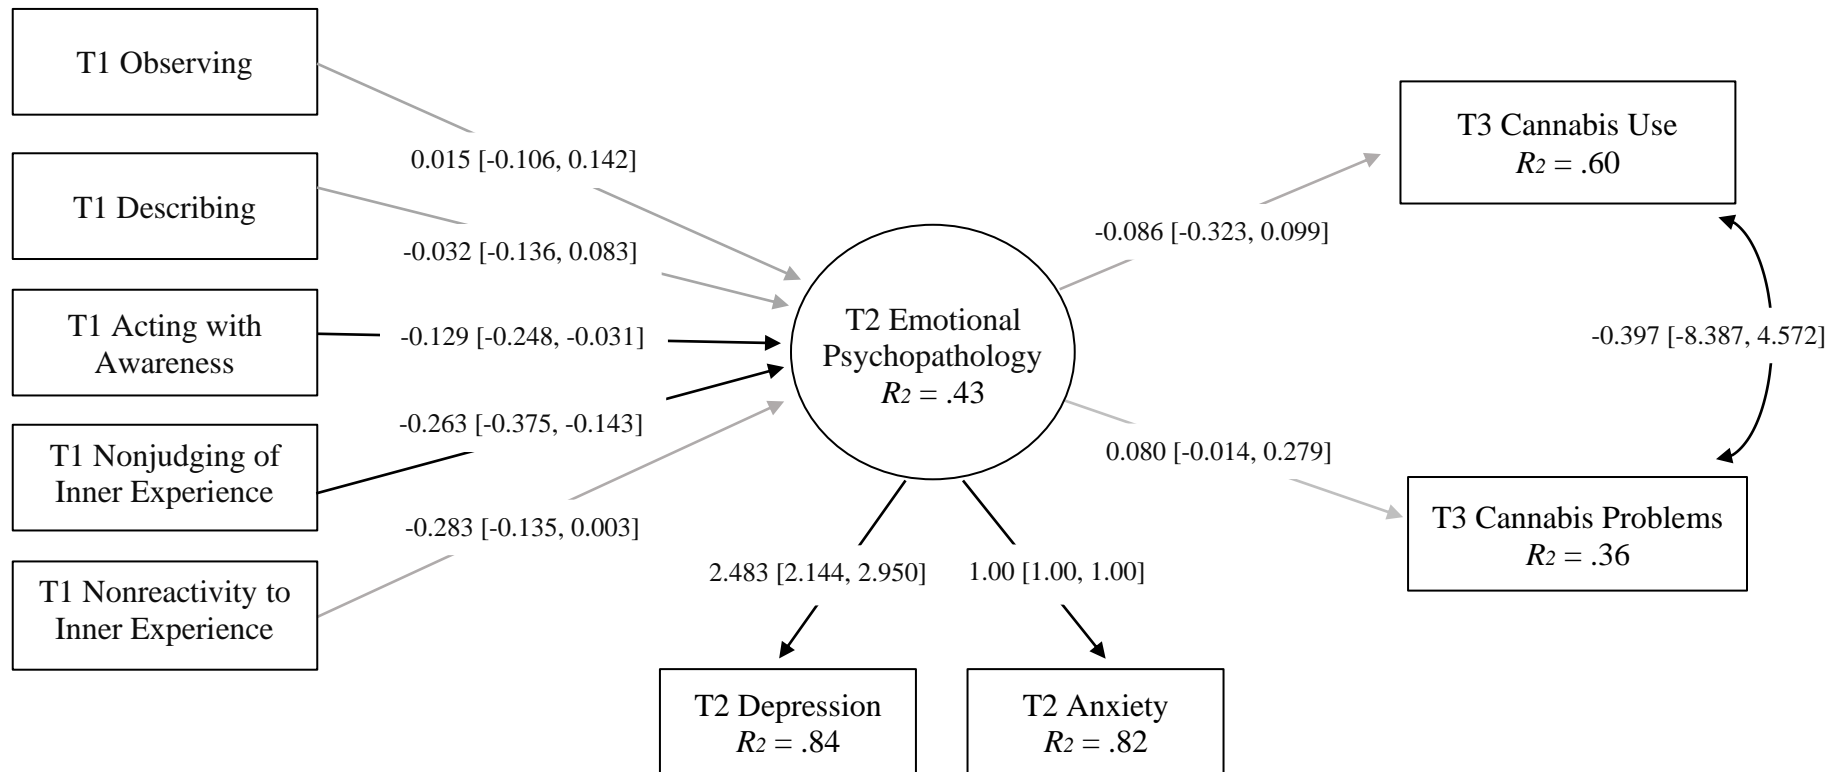 T1 Observing
T1 Describing
T1 Acting with
Awareness
T1 Nonjudging of
Inner Experience
T1 Nonreactivity to
Inner Experience
0.015 [-0.106, 0.142]
-0.032 [-0.136, 0.083]
-0.129 [-0.248, -0.031]
-0.263 [-0.375, -0.143]
-0.283 [-0.135, 0.003]
T2 Emotional
Psychopathology
R2 = .43
2.483 [2.144, 2.950]
1.00 [1.00, 1.00]
T2 Depression
R2 = .84
T2 Anxiety
R2 = .82
-0.086 [-0.323, 0.099]
0.080 [-0.014, 0.279]
T3 Cannabis Use
R2 = .60
-0.397 [-8.387, 4.572]
T3 Cannabis Problems
R2 = .36